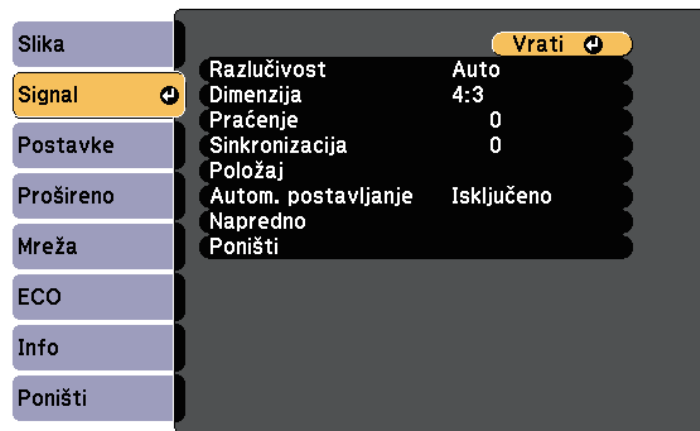 Slika
Signal
Postavke
Prošireno
Mreža
ECO
Info
Poništi
Vrati
Razlučivost Auto
Dimenzija 4:3
Praćenje 0
Sinkronizacija 0
Položaj
Autom. postavljanje Isključeno
Napredno
Poništi